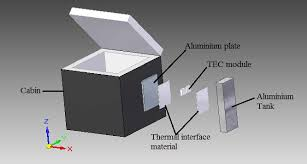 Aluminium plate
TEC module
Cabin
Aluminium
Tank
Thermal interface
material
Z
Y
X